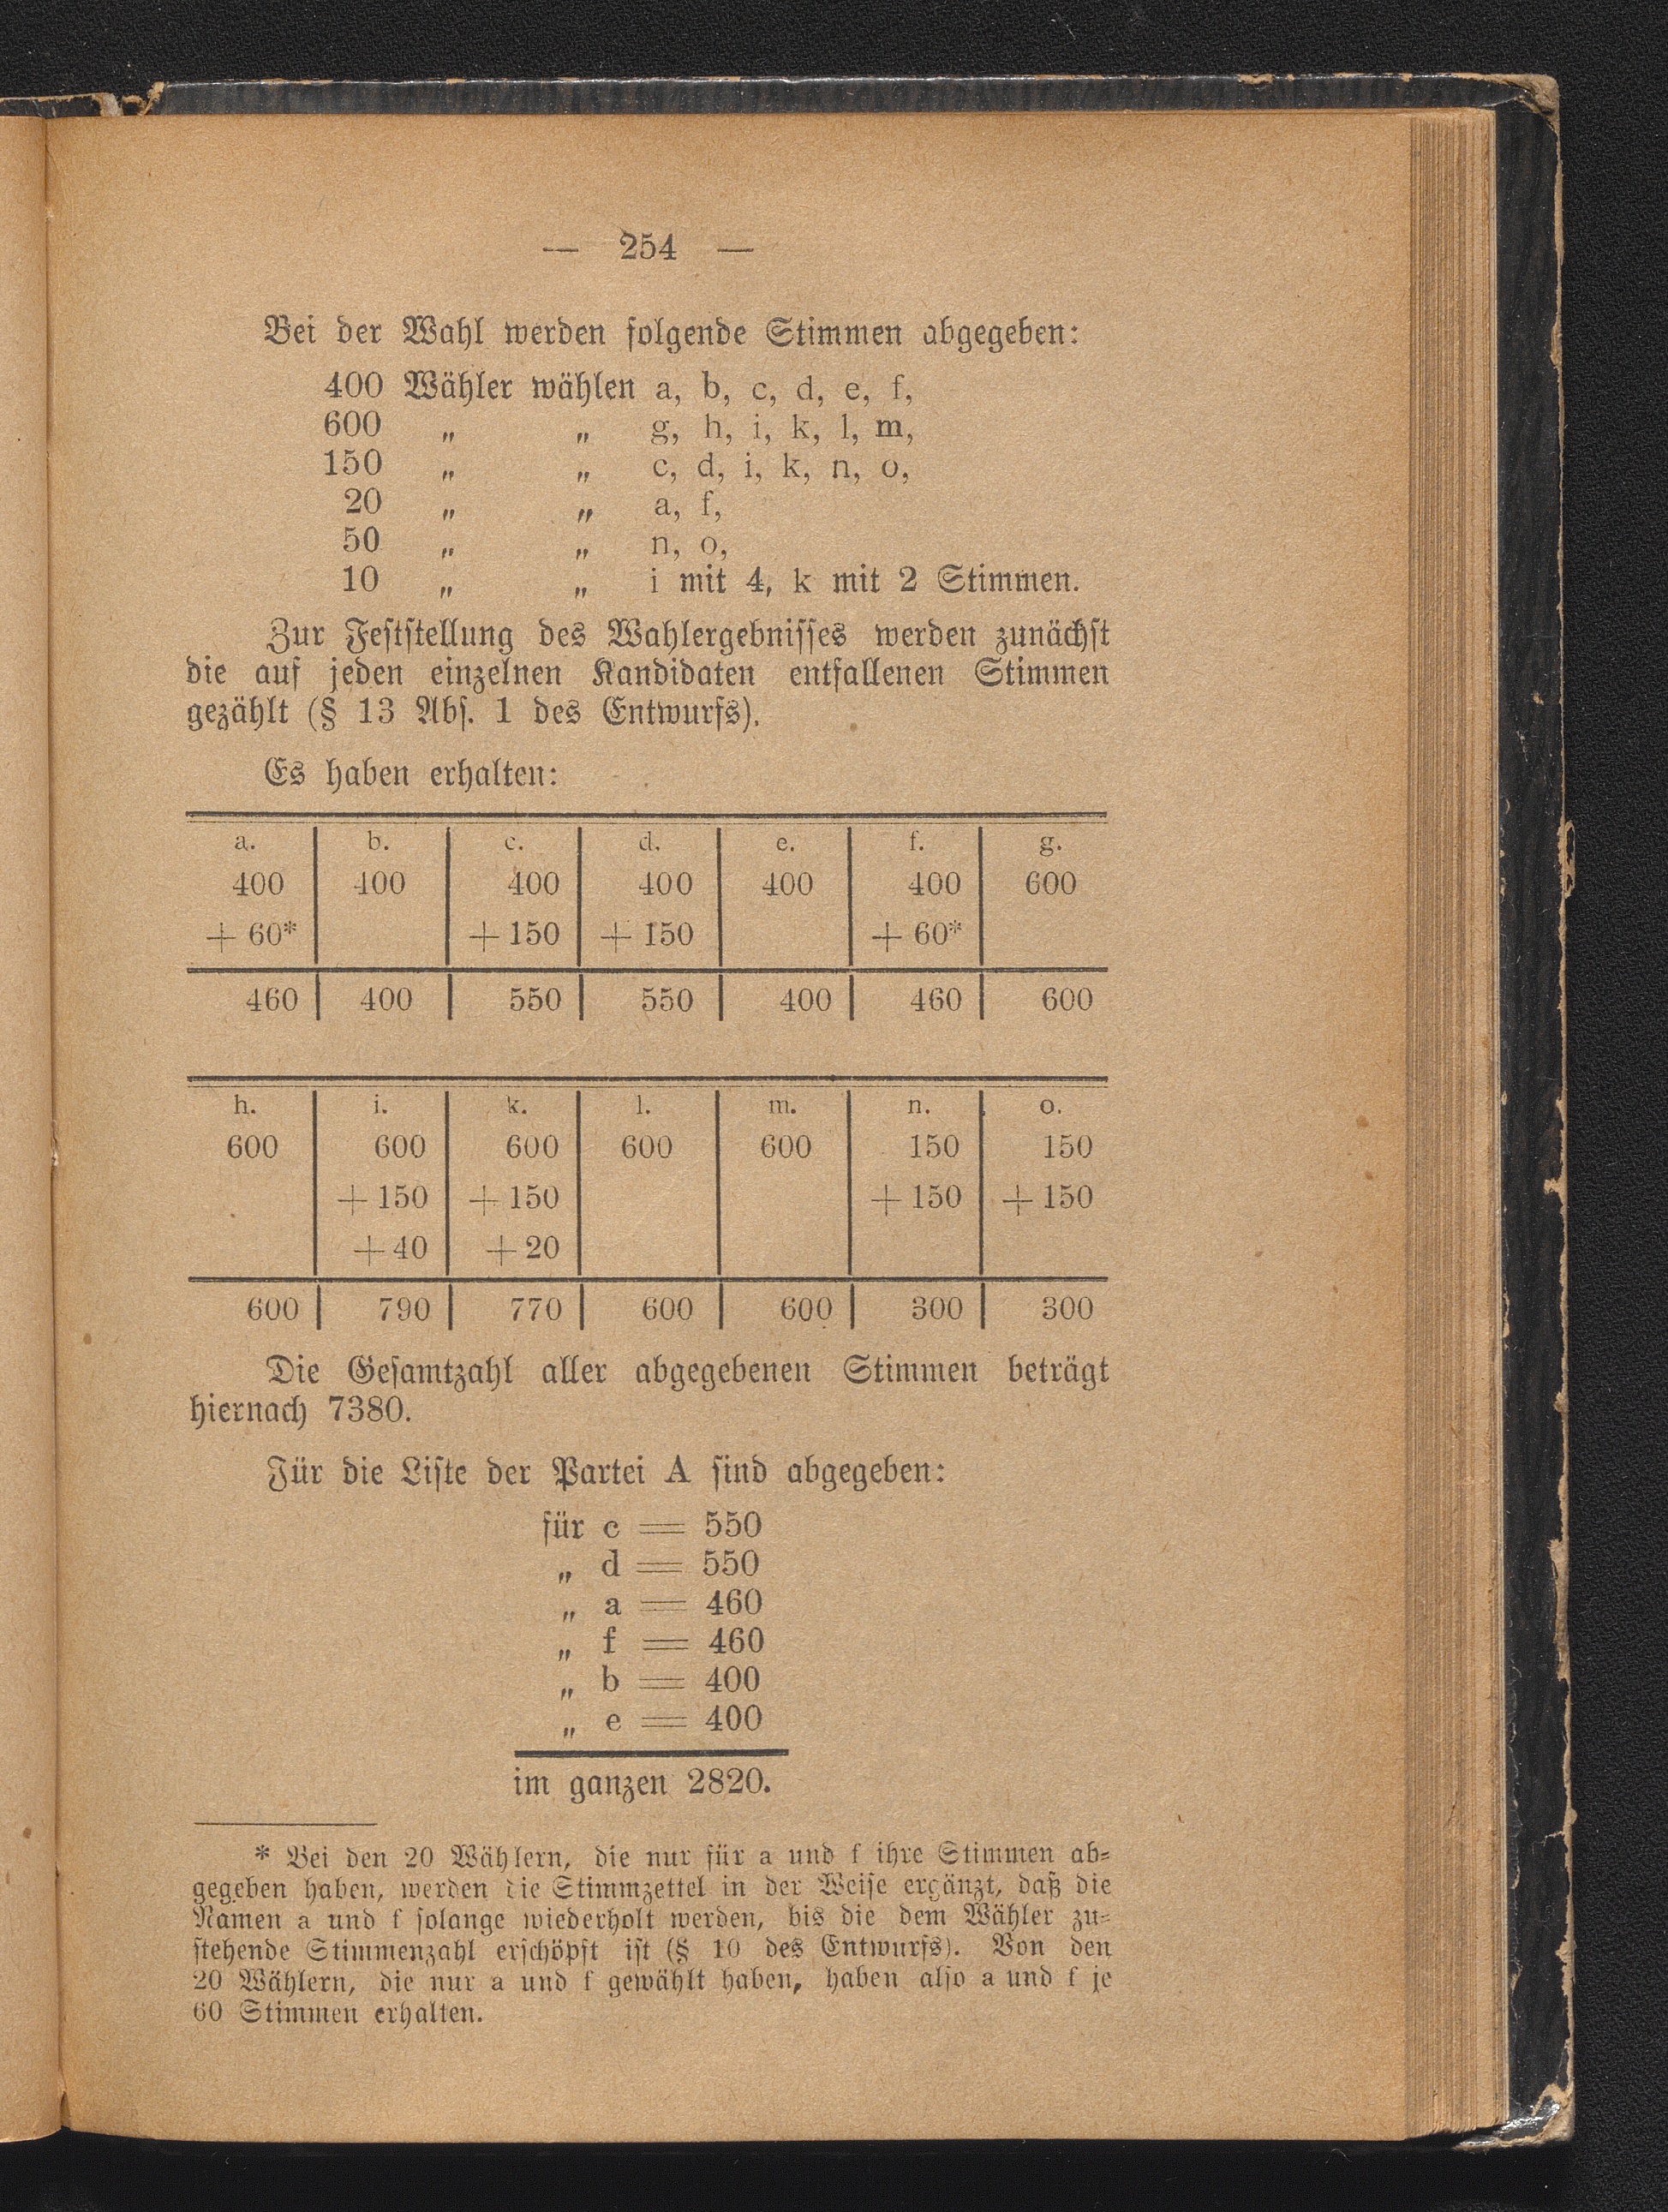 — 254 —
Bei der Wahl werden folgende Stimmen abgegeben:
400 Wähler wählen a, b, c, d, e, f,
600 „ „ g, h, i, k, l, m,
150 „ „ c, d, i, k, n, o,
20 „ „ a, f,
50 „ „ n, o,
10 „ „ i mit 4, k mit 2 Stimmen.
Zur Feststellung des Wahlergebnisses werden zunächst
die auf jeden einzelnen Kandidaten entfallenen Stimmen
gezählt (§ 13 Abs. 1 des Entwurfs).
Es haben erhalten:
a. b. c. d. e. f. g.
400 400 400 400 400 400 600
+ 60* + 150 + 150 + 60*
460 400 550 550 400 460 600
h. i. k. l. m. n. o.
600 600 600 600 600 150 150
+ 150 + 150 + 150 + 150
+ 40 + 20
600 790 770 600 600 300 300
Die Gesamtzahl aller abgegebenen Stimmen beträgt
hiernach 7380.
Für die Liste der Partei A sind abgegeben:
für c = 550
„ d = 550
„ a = 460
„ f = 460
„ b = 400
„ e = 400
im ganzen 2820.
* Bei den 20 Wählern, die nur für a und f ihre Stimmen ab-
gegeben haben, werden die Stimmzettel in der Weise ergänzt, daß die
Namen a und f solange wiederholt werden, bis die dem Wähler zu-
stehende Stimmenzahl erschöpft ist (§ 10 des Entwurfs). Von den
20 Wählern, die nur a und f gewählt haben, haben also a und f je
60 Stimmen erhalten.